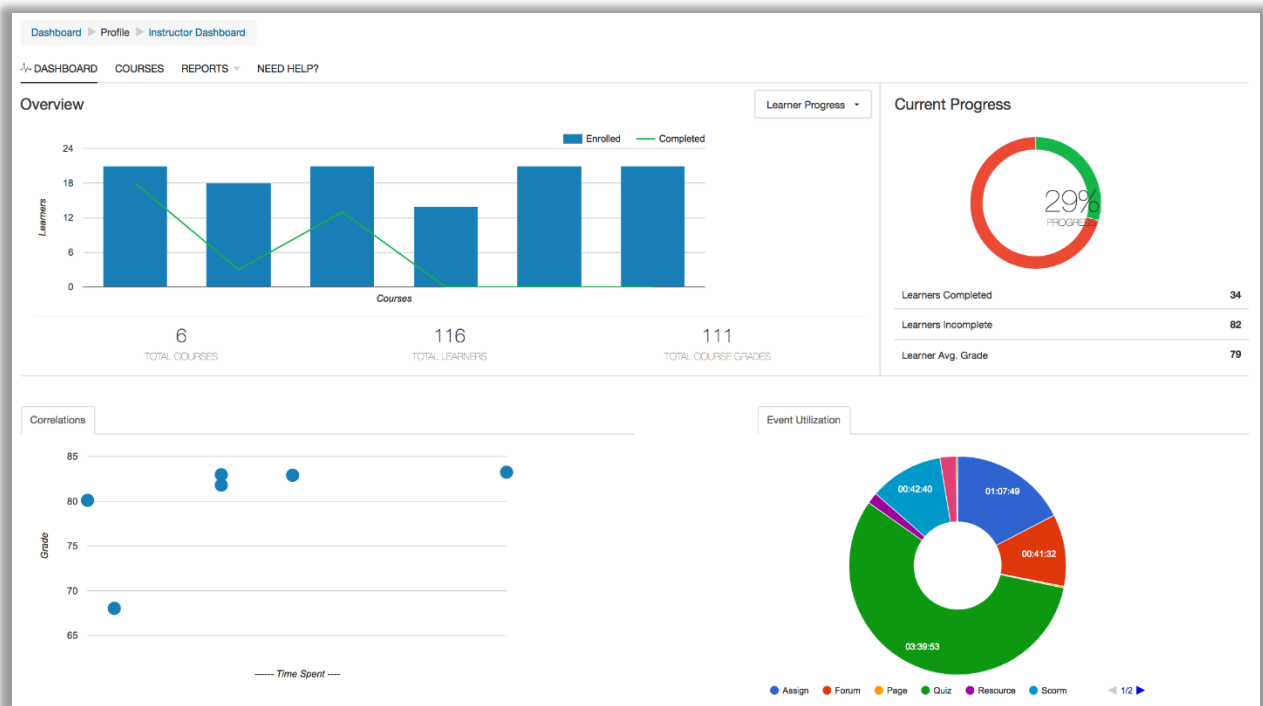 Dashboard Profile Instructor Dashboard
DASHBOARD COURSES REPORTS NEED HELP?
Overview
Learner Progress
Enrolled Completed
24
18
12
6
0
Learners
Courses
6 116 111
TOTAL COURSES TOTAL LEARNERS TOTAL COURSE GRADES
Current Progress
29%
PROGRESS
Learners Completed 34
Learners Incomplete 82
Learner Avg. Grade 79
Correlations
85
80
75
70
65
Grade
------ Time Spent ----
Event Utilization
00:42:40
01:07:49
00:41:32
03:39:53
Assign Forum Page Quiz Resource Scorm 1/2